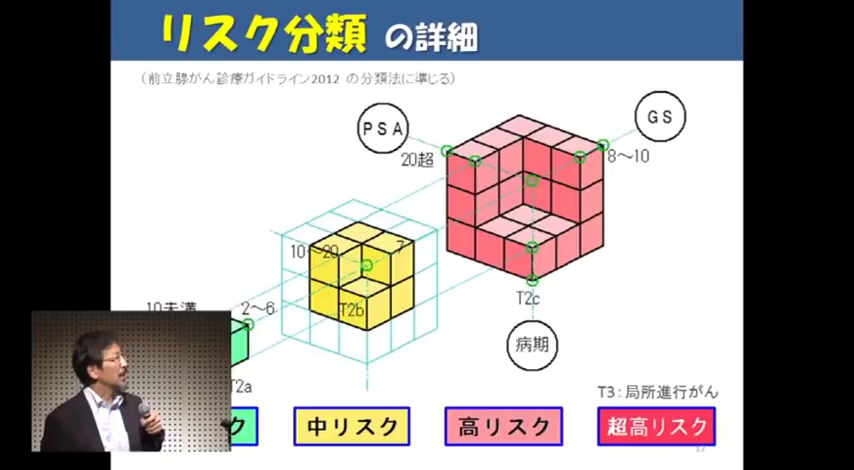 リスク分類 の詳細
（前立腺がん診療ガイドライン2012 の分類法に準じる）
PSA
GS
20超
8～10
10～20
7
T2b
T2c
10未満
2～6
T2a
病期
T3：局所進行がん
ク
中リスク
高リスク
超高リスク
17